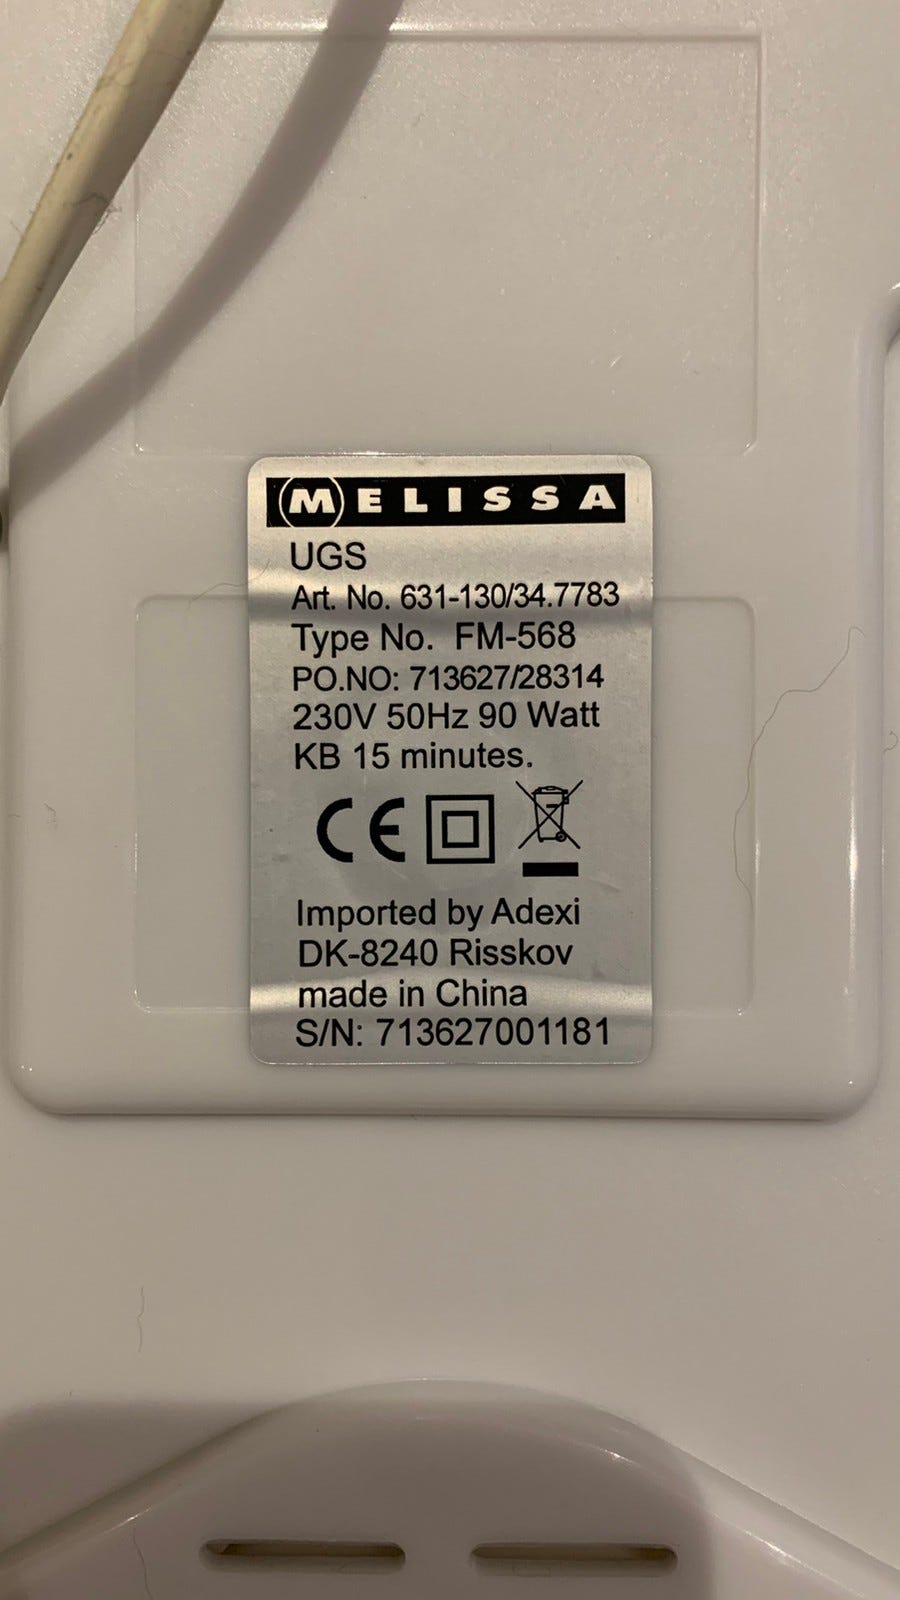 MELISSA
UGS
Art. No. 631-130/34.7783
Type No. FM-568
PO.NO: 713627/28314
230V 50Hz 90 Watt
KB 15 minutes.
CE
Imported by Adexi
DK-8240 Risskov
made in China
S/N: 713627001181